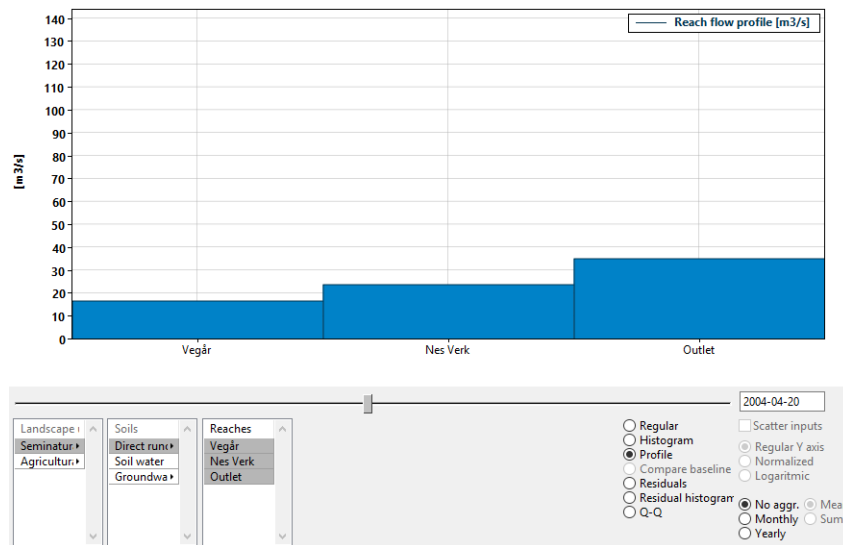 140
Reach flow profile [m3/s]
130
120
110
100
90
80
70
60
50
40
30
20
10
0
[m3/s]
Vegår
Nes Verk
Outlet
2004-04-20
Landscape u
Seminatur
Agricultura
Soils
Direct runo
Soil water
Groundwa
Reaches
Vegår
Nes Verk
Outlet
Regular
Histogram
Profile
Compare baseline
Residuals
Residual histogram
Q-Q
Scatter inputs
Regular Y axis
Normalized
Logaritmic
No aggr.
Mea
Monthly
Sum
Yearly